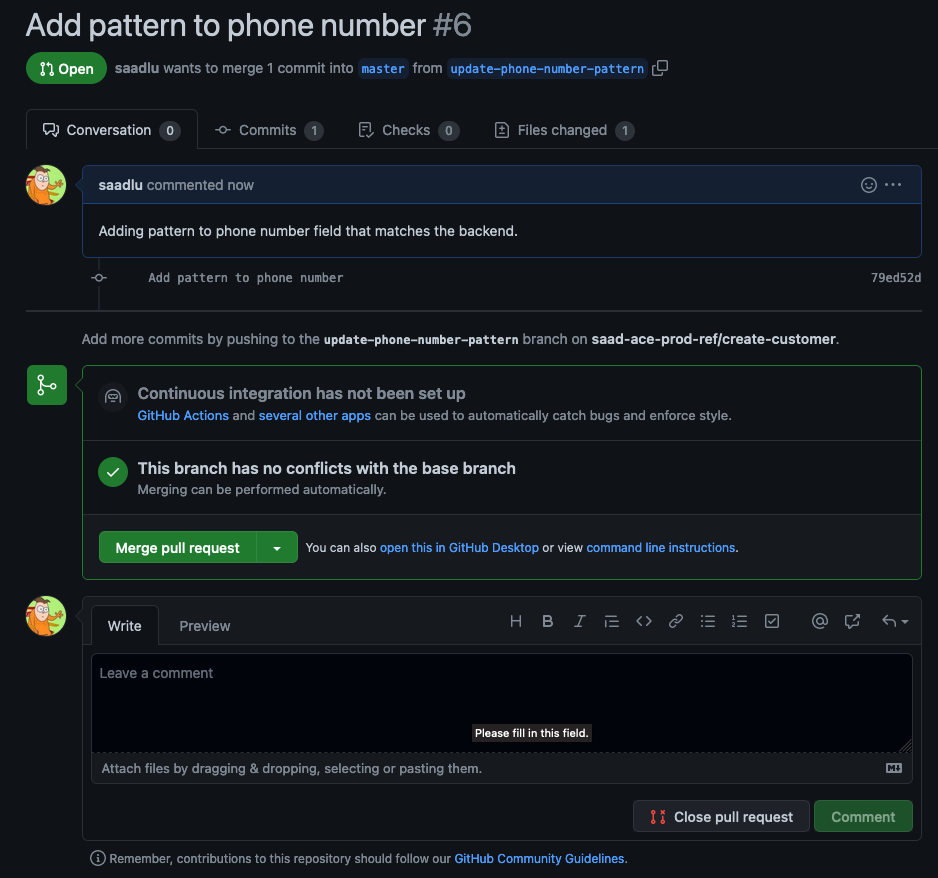 Add pattern to phone number #6
Open saadlu wants to merge 1 commit into master from update-phone-number-pattern
Conversation 0 Commits 1 Checks 0 Files changed 1
saadlu commented now
Adding pattern to phone number field that matches the backend.
Add pattern to phone number 79ed52d
Add more commits by pushing to the update-phone-number-pattern branch on saad-ace-prod-ref/create-customer.
Continuous integration has not been set up
GitHub Actions and several other apps can be used to automatically catch bugs and enforce style.
This branch has no conflicts with the base branch
Merging can be performed automatically.
Merge pull request You can also open this in GitHub Desktop or view command line instructions.
Write Preview
Leave a comment
Please fill in this field.
Attach files by dragging & dropping, selecting or pasting them.
Close pull request Comment
Remember, contributions to this repository should follow our GitHub Community Guidelines.